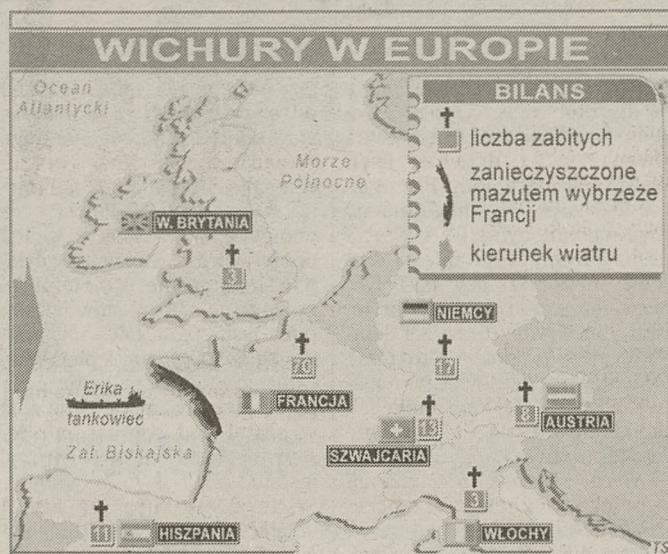 WICHURY W EUROPIE
Ocean
Atlantycki
Morze
Północne
BILANS
liczba zabitych
zanieczyszczone
mazutem wybrzeże
Francji
kierunek wiatru
W. BRYTANIA
3
NIEMCY
17
70
FRANCJA
Erika
tankowiec
Zat. Biskajska
13
SZWAJCARIA
8
AUSTRIA
3
WŁOCHY
11
HISZPANIA